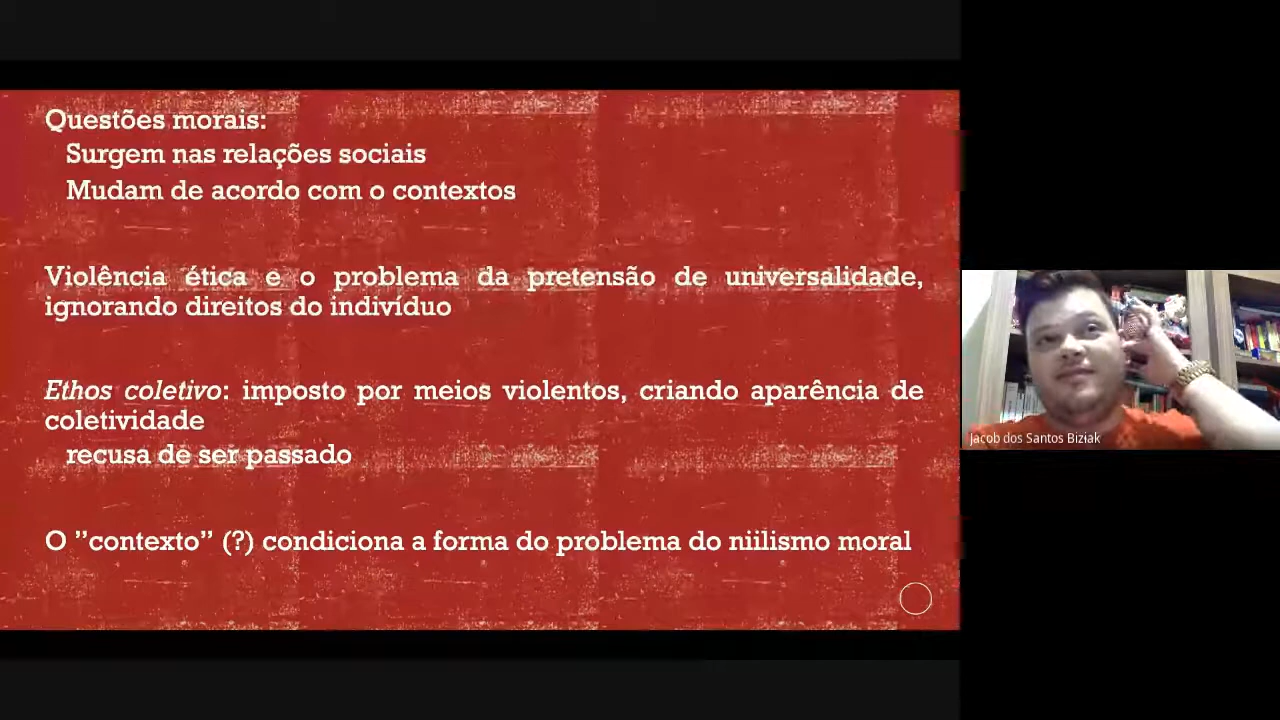 Questões morais:
Surgem nas relações sociais
Mudam de acordo com o contextos
Violência ética e o problema da pretensão de universalidade,
ignorando direitos do indivíduo
Ethos coletivo: imposto por meios violentos, criando aparência de
coletividade
recusa de ser passado
O ”contexto” (?) condiciona a forma do problema do niilismo moral
Jacob dos Santos Biziak